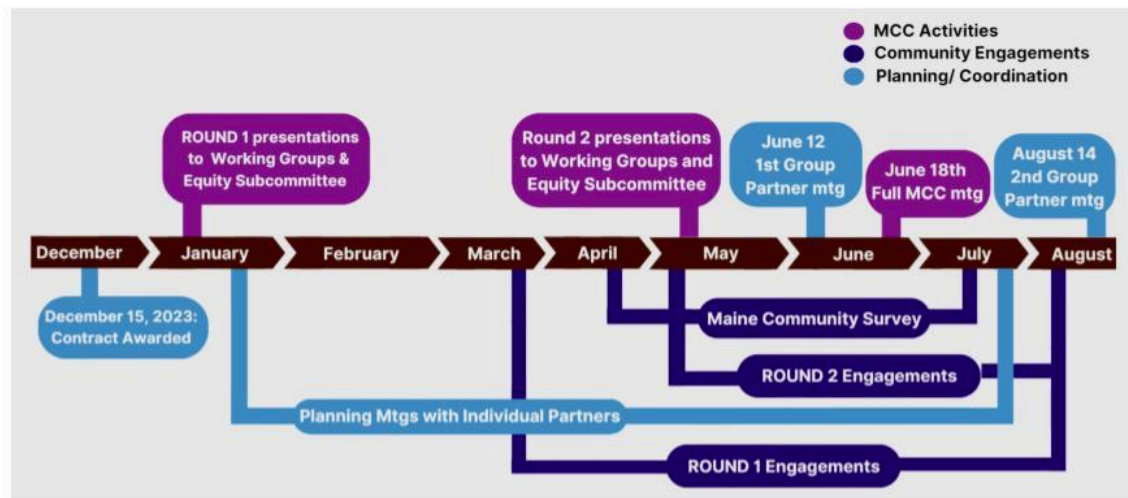 MCC Activities
Community Engagements
Planning/ Coordination
ROUND 1 presentations
to Working Groups &
Equity Subcommittee
Round 2 presentations
to Working Groups and
Equity Subcommittee
June 12
1st Group
Partner mtg
June 18th
Full MCC mtg
August 14
2nd Group
Partner mtg
December
January
February
March
April
May
June
July
August
December 15, 2023:
Contract Awarded
Maine Community Survey
ROUND 2 Engagements
Planning Mtgs with Individual Partners
ROUND 1 Engagements